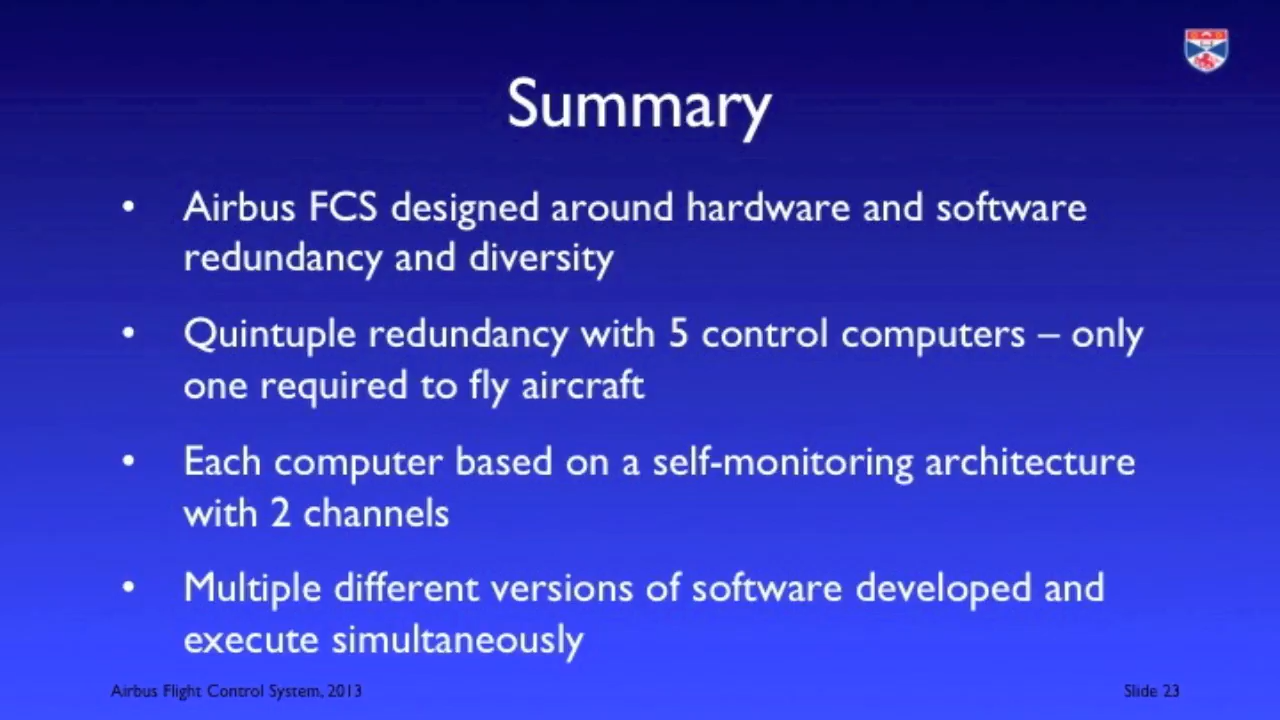 Summary
• Airbus FCS designed around hardware and software
redundancy and diversity
• Quintuple redundancy with 5 control computers – only
one required to fly aircraft
• Each computer based on a self-monitoring architecture
with 2 channels
• Multiple different versions of software developed and
execute simultaneously
Airbus Flight Control System, 2013
Slide 23